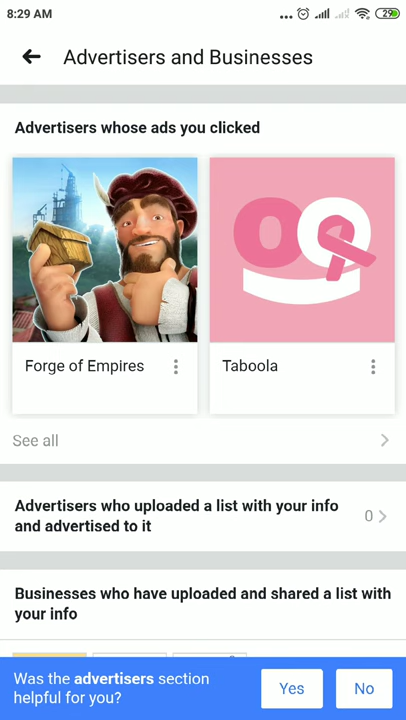 8:29 AM
29
Advertisers and Businesses
Advertisers whose ads you clicked
Forge of Empires
Taboola
See all
Advertisers who uploaded a list with your info
and advertised to it
0
Businesses who have uploaded and shared a list with
your info
Was the advertisers section
helpful for you?
Yes
No